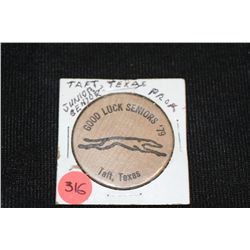 TAFT, TEXAS
JUNIOR, PROM
SENIOR
GOOD LUCK SENIORS '79
Taft, Texas
316